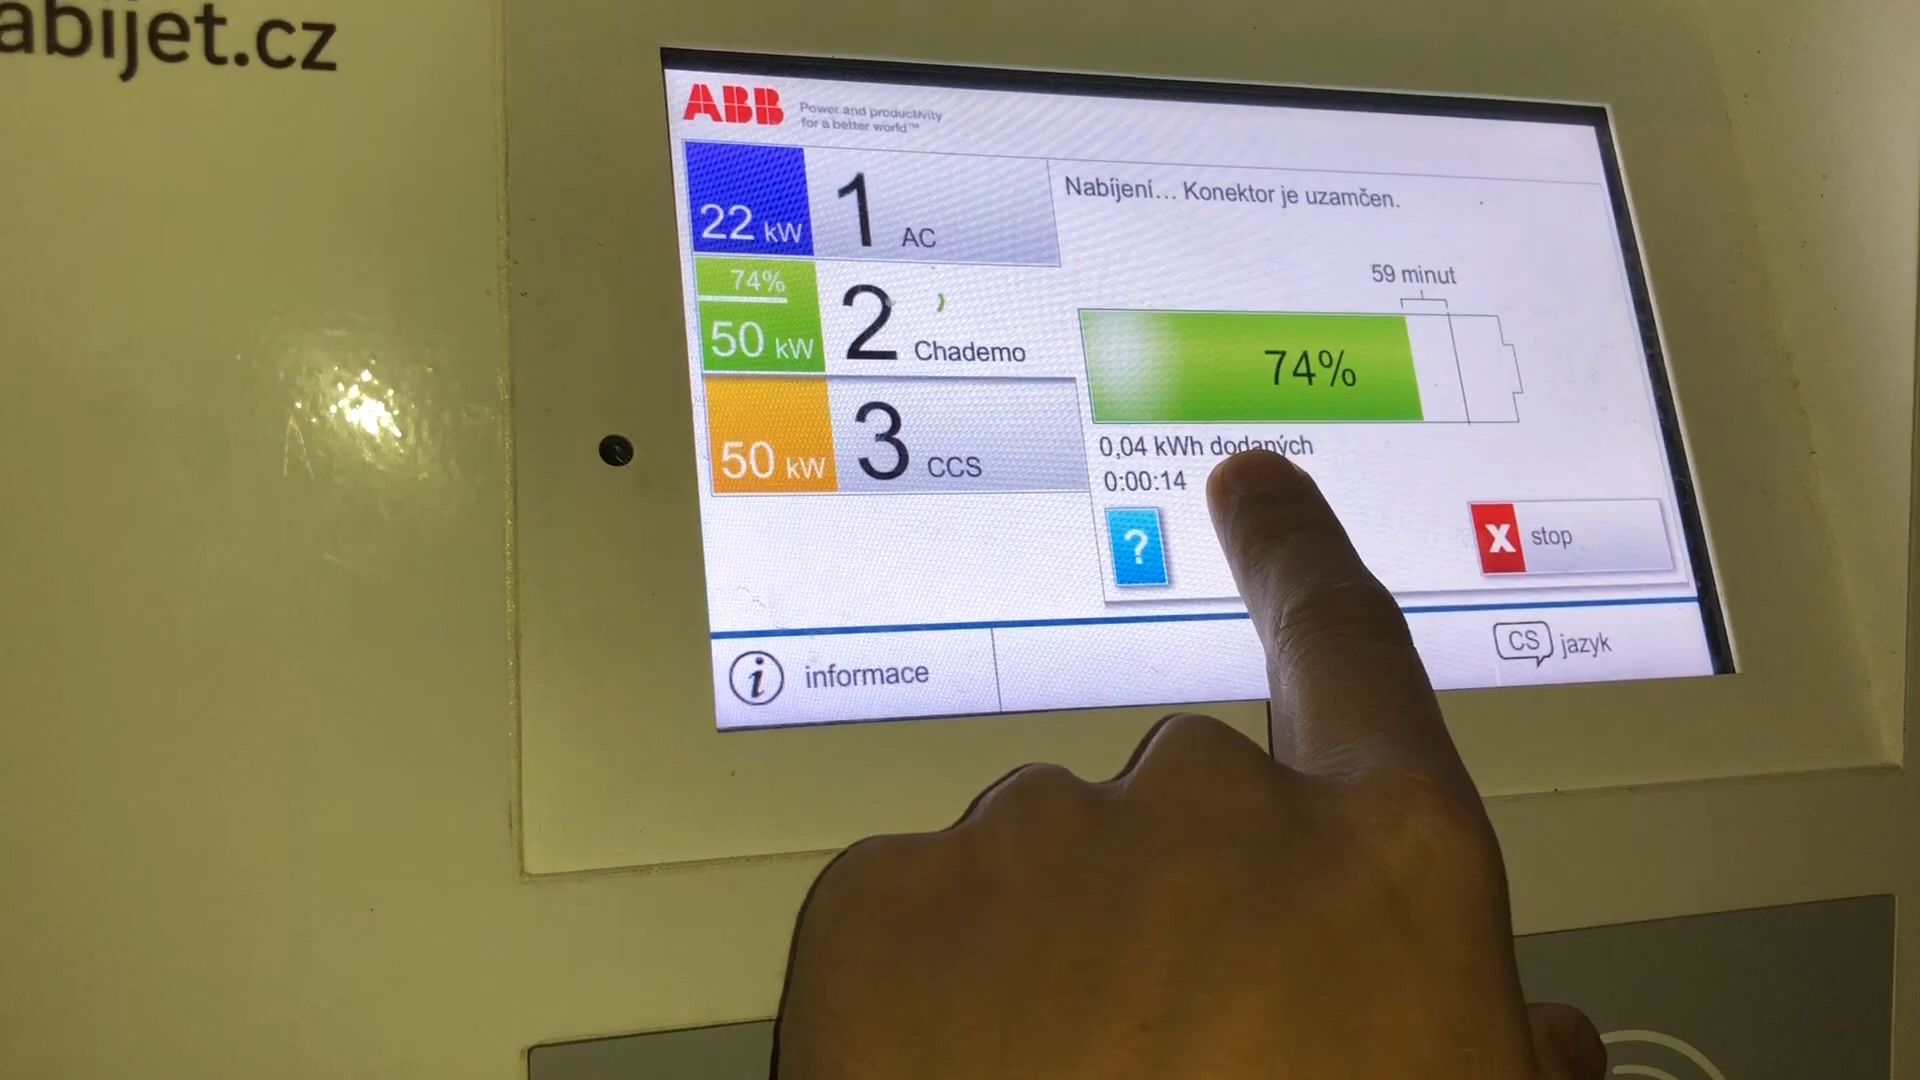 abijet.cz
ABB
Power and productivity
for a better world™
22 kW 1 AC
74%
50 kW 2 Chademo
50 kW 3 CCS
Nabíjení... Konektor je uzamčen.
59 minut
74%
0,04 kWh dodaných
0:00:14
?
X stop
i informace
CS jazyk